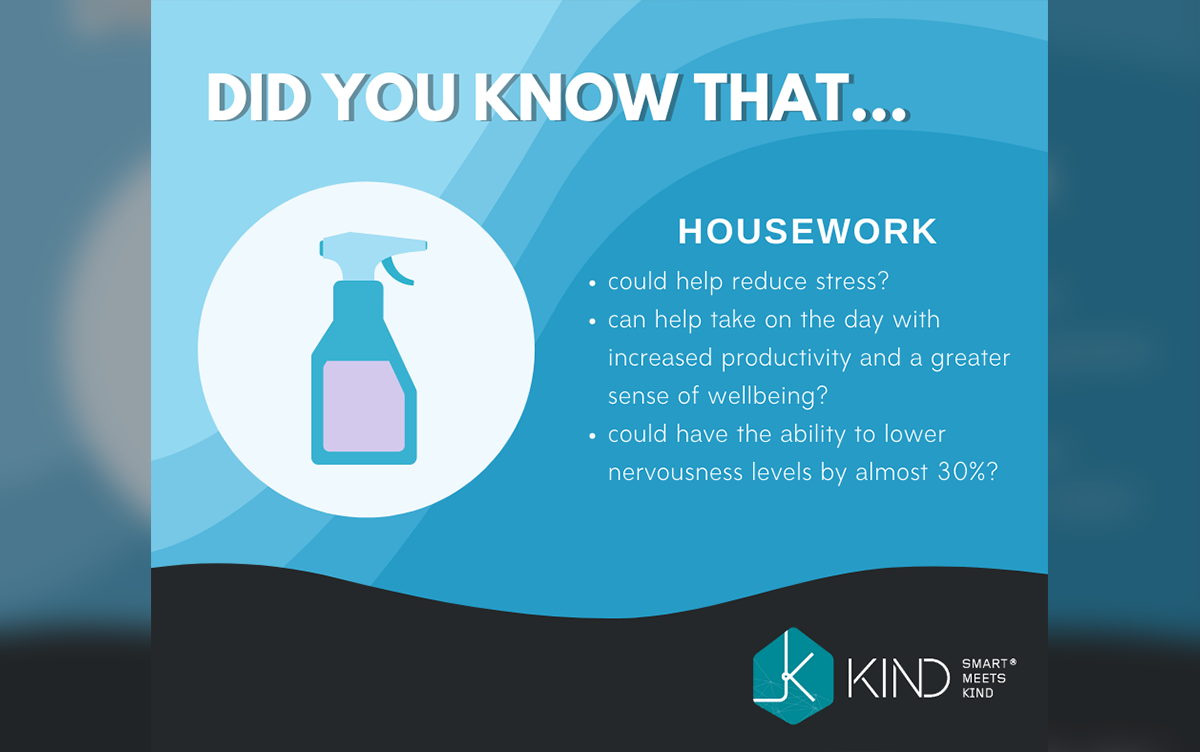 DID YOU KNOW THAT...
HOUSEWORK
• could help reduce stress?
• can help take on the day with
increased productivity and a greater
sense of wellbeing?
• could have the ability to lower
nervousness levels by almost 30%?
KIND
SMART®
MEETS
KIND